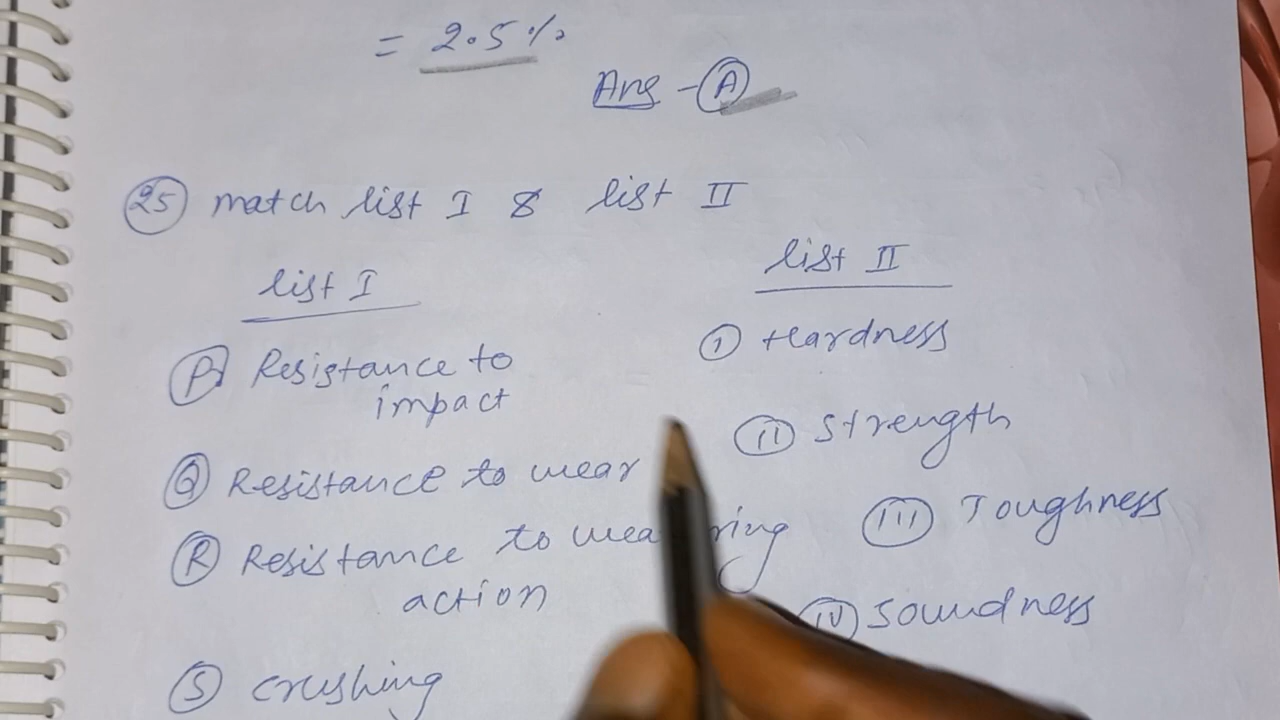 = 2.5%
Ans - A
25 match list I & list II
list I
list II
P Resistance to impact
I Hardness
Q Resistance to wear
II Strength
R Resistance to action
III Toughness
S crushing
IV Soundness